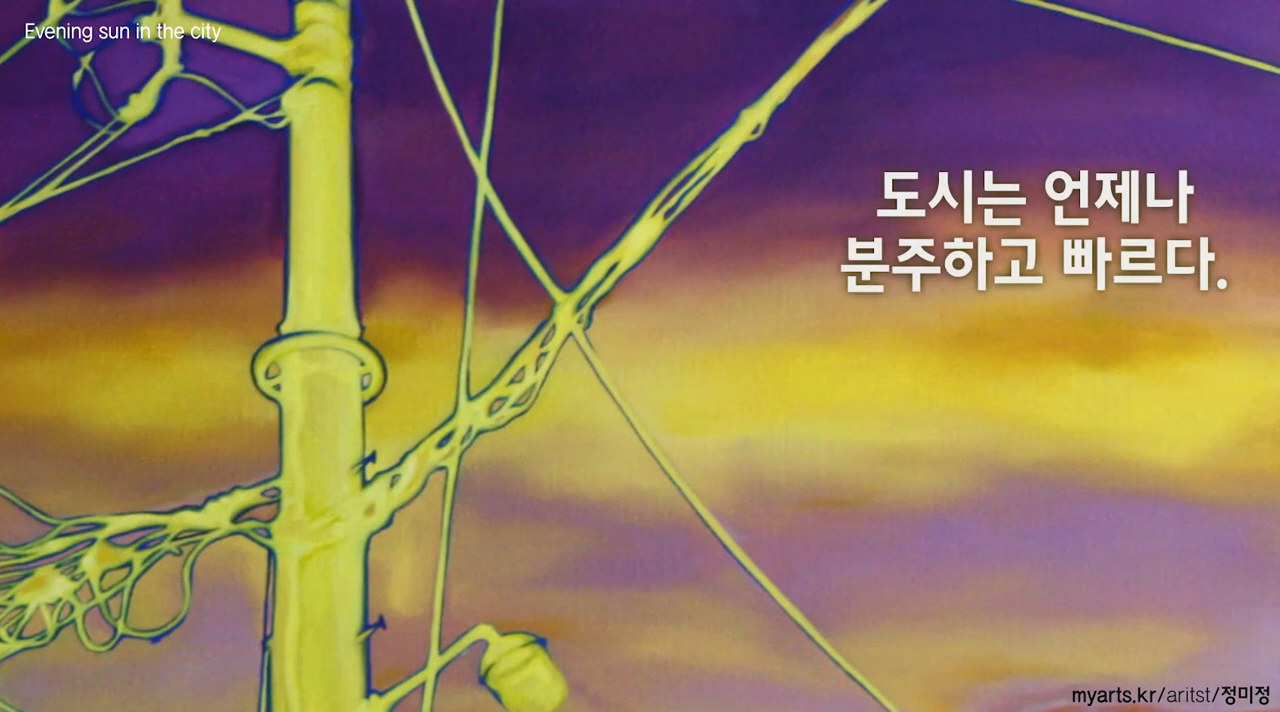 Evening sun in the city
도시는 언제나
분주하고 빠르다.
myarts.kr/aritst/정미정